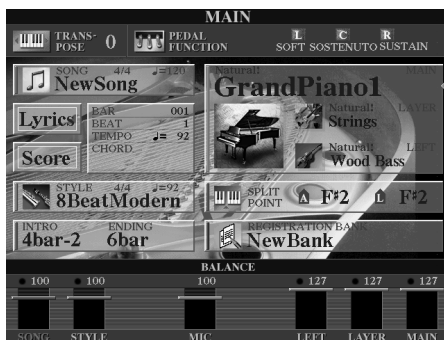 MAIN
TRANS-
POSE 0
PEDAL
FUNCTION
L C R
SOFT SOSTENUTO SUSTAIN
SONG 4/4 ♩=120
NewSong
Natural! MAIN
GrandPiano1
Lyrics
Score
BAR 001
BEAT 1
TEMPO ♩= 92
CHORD
Natural! LAYER
Strings
Natural! LEFT
Wood Bass
STYLE 4/4 ♩=92
8BeatModern
SPLIT
POINT
A F#2 L F#2
INTRO ENDING
4bar-2 6bar
REGISTRATION BANK
NewBank
BALANCE
100 100 100 127 127 127
SONG STYLE MIC LEFT LAYER MAIN